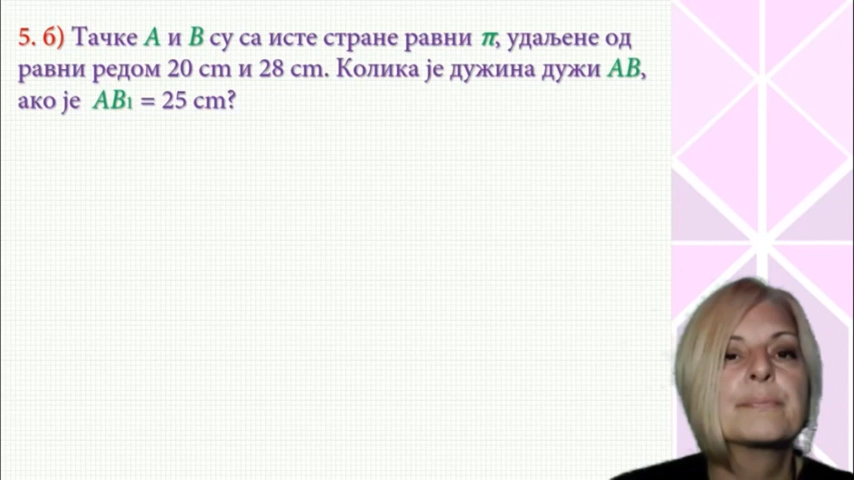 5. б) Тачке A и B су са исте стране равни π, удаљене од
равни редом 20 cm и 28 cm. Колика је дужина дужи AB,
ако је AB₁ = 25 cm?